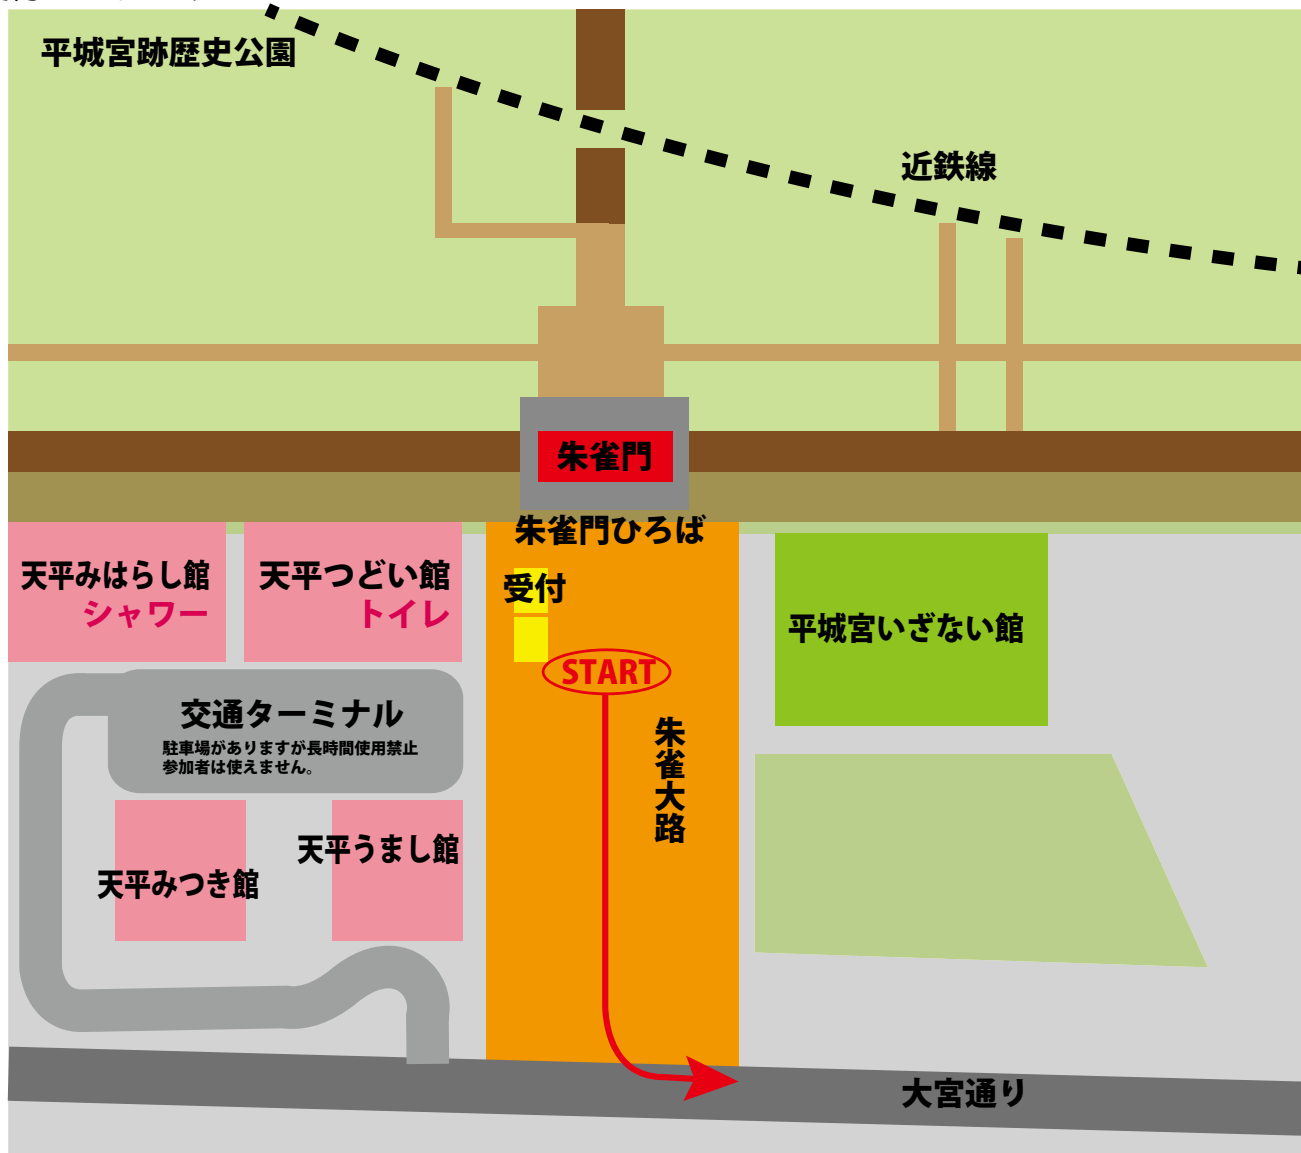 平城宮跡歴史公園
近鉄線
朱雀門
朱雀門ひろば
天平みはらし館
シャワー
天平つどい館
トイレ
受付
平城宮いざない館
START
交通ターミナル
駐車場がありますが長時間使用禁止
参加者は使えません。
朱雀大路
天平うまし館
天平みつき館
大宮通り